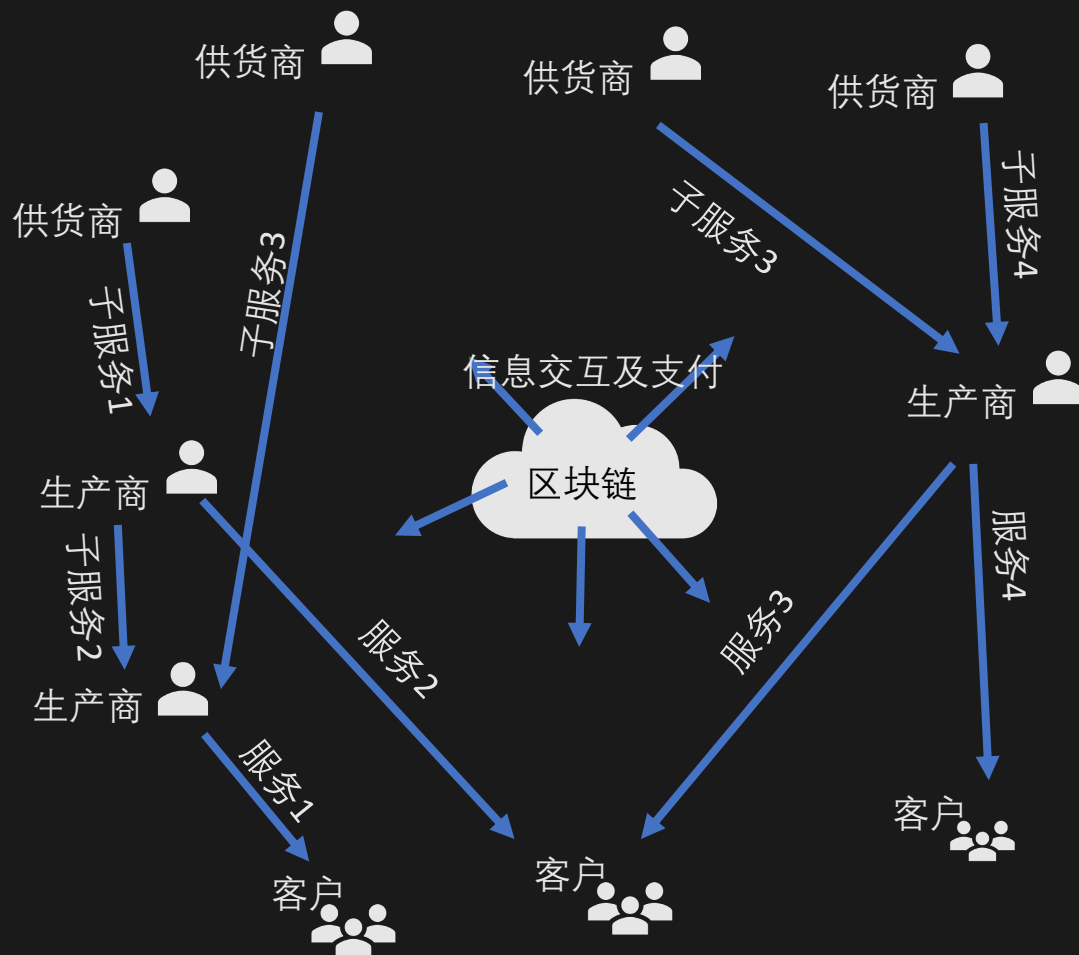 供货商
供货商
供货商
供货商
子服务3
子服务4
子服务3
子服务1
信息交互及支付
生产商
区块链
生产商
子服务2
服务4
服务2
服务3
生产商
服务1
客户
客户
客户